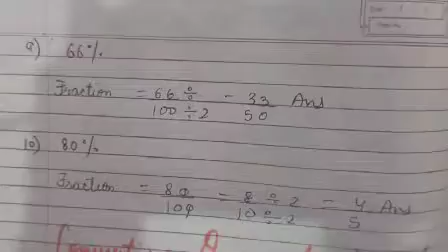 9) 66%
Fraction = 66 ÷ / 100 ÷ 2 = 33 / 50 Ans
10) 80%
Fraction = 80 / 100 = 8 ÷ 2 / 10 ÷ 2 = 4 / 5 Ans